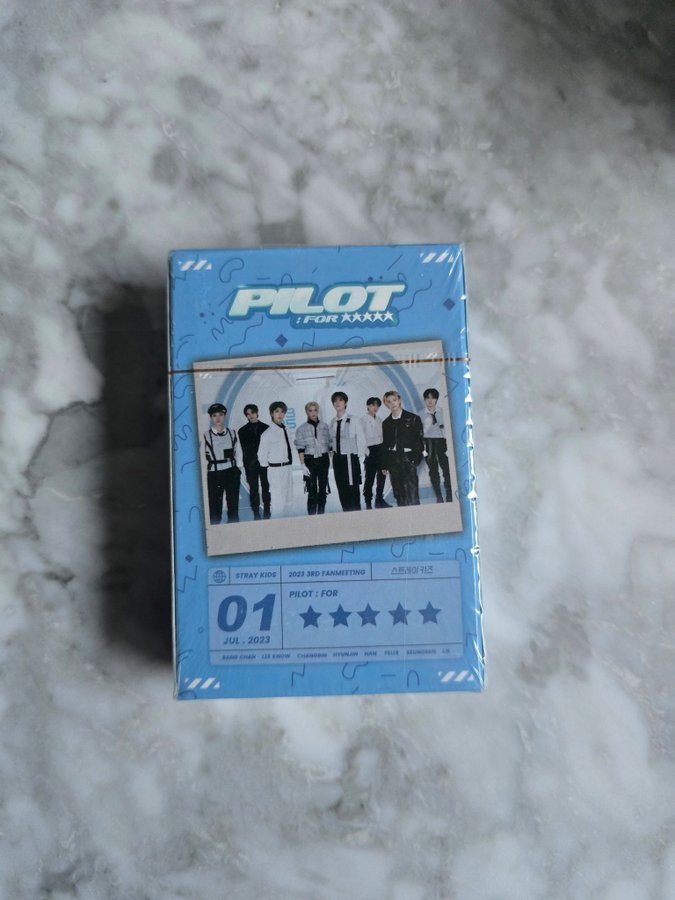 PILOT
: FOR ★★★★★
STRAY KIDS
2023 3RD FANMEETING
스트레이 키즈
01
JUL . 2023
PILOT : FOR
★★★★★
BANG CHAN LEE KNOW CHANGBIN HYUNJIN HAN FELIX SEUNGMIN I.N